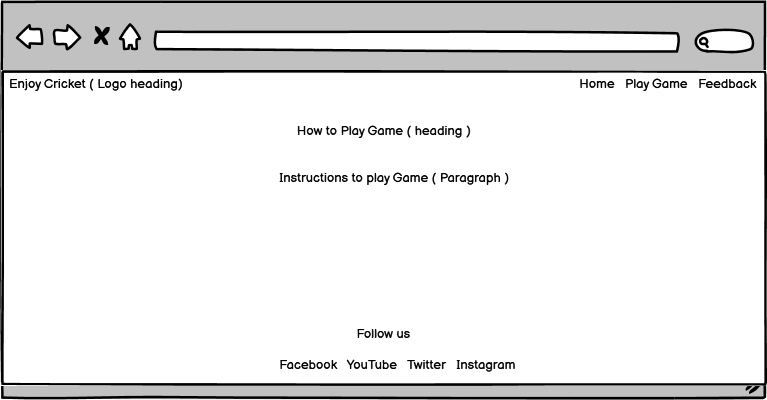 Enjoy Cricket ( Logo heading) Home Play Game Feedback
How to Play Game ( heading )
Instructions to play Game ( Paragraph )
Follow us
Facebook YouTube Twitter Instagram